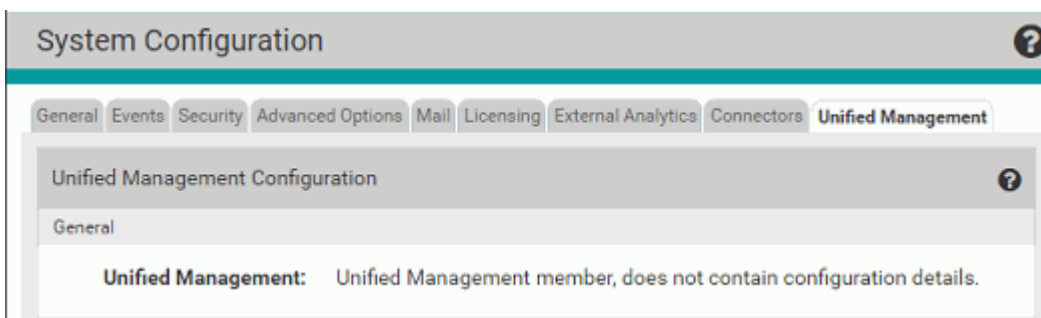 System Configuration
General Events Security Advanced Options Mail Licensing External Analytics Connectors Unified Management
Unified Management Configuration
General
Unified Management: Unified Management member, does not contain configuration details.